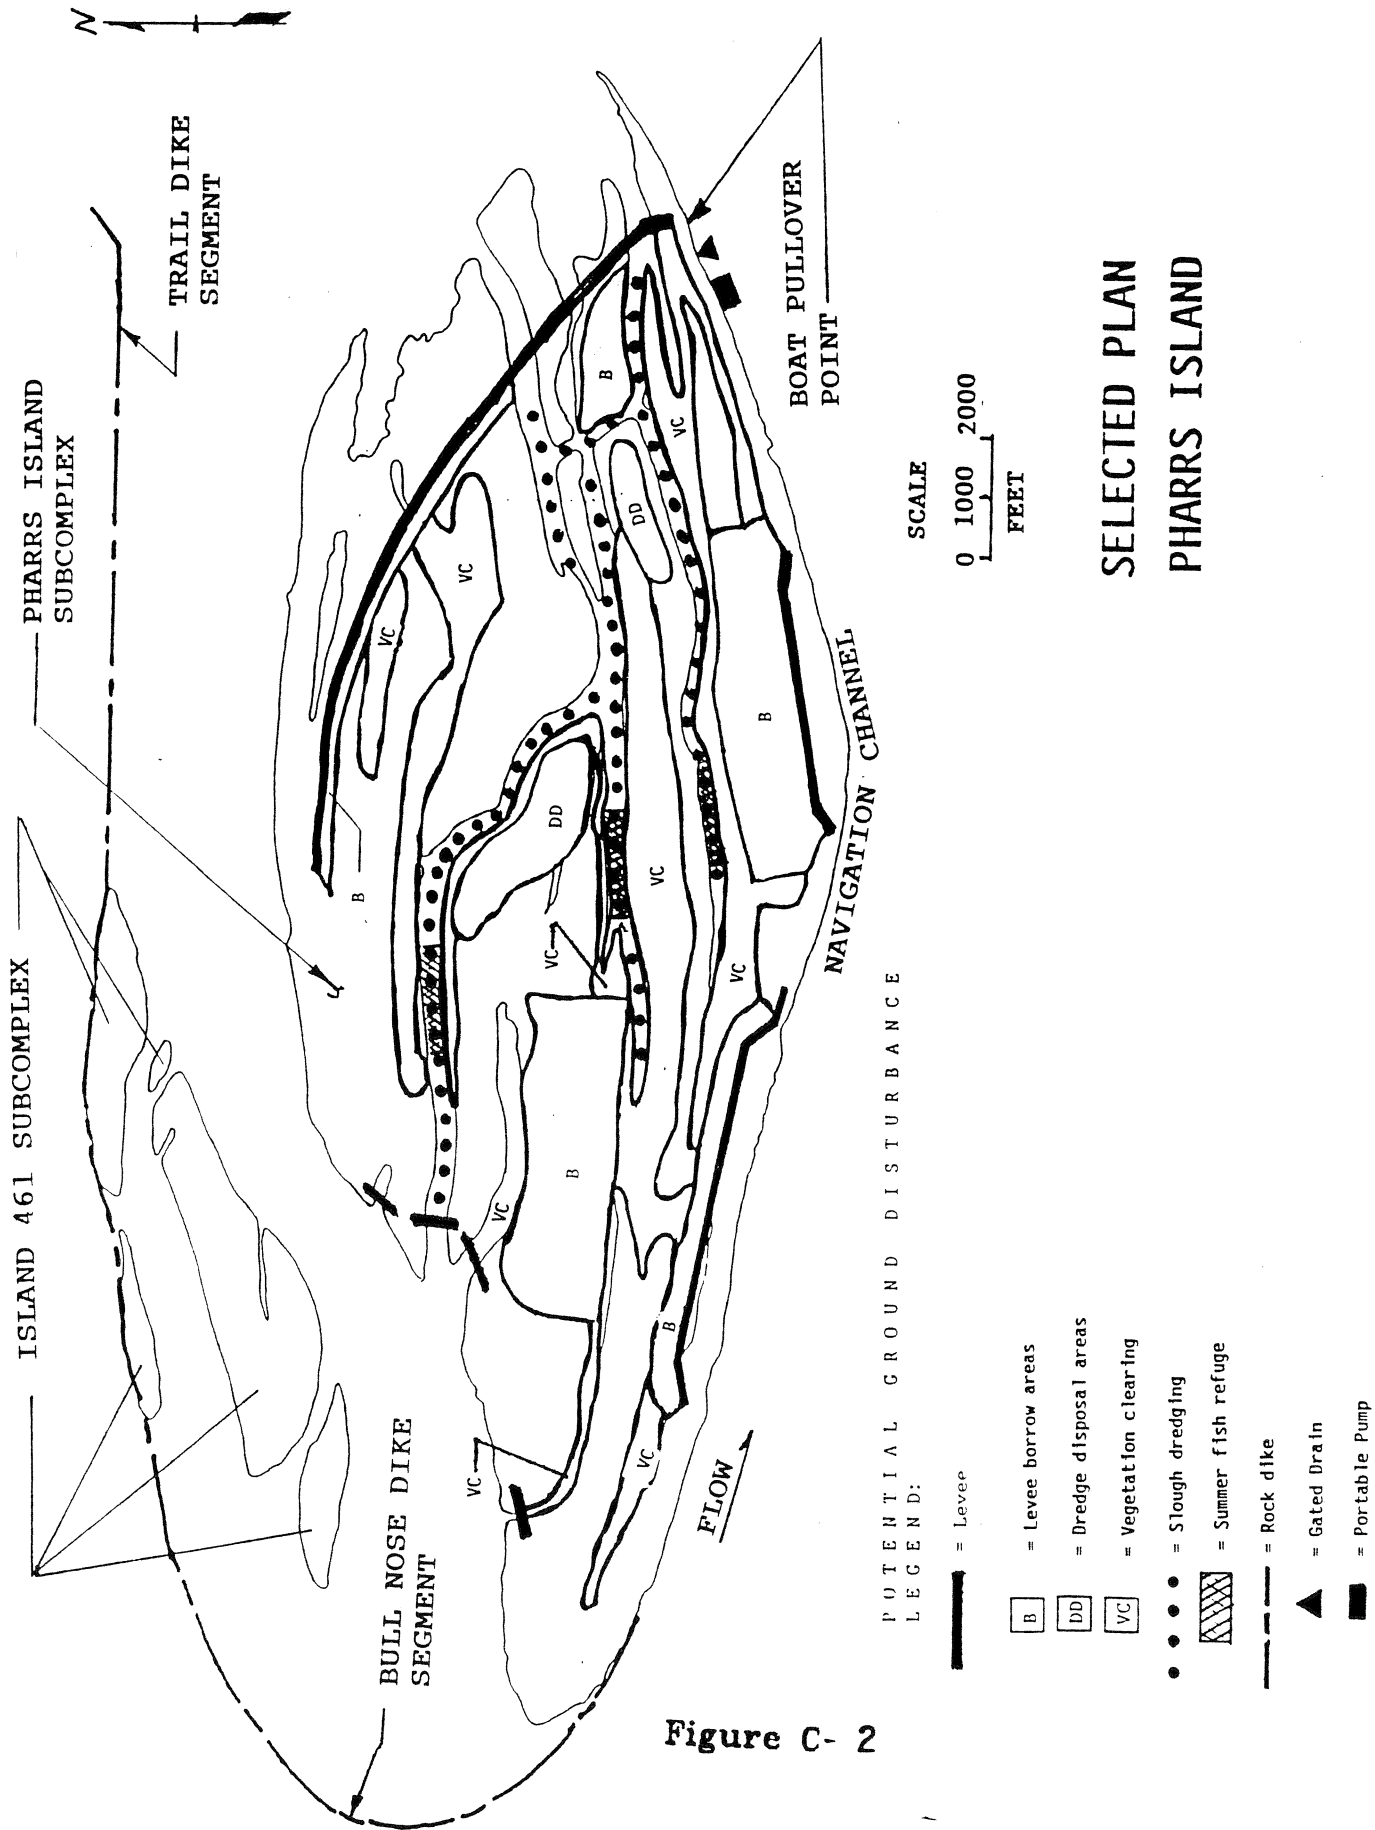 N
TRAIL DIKE
SEGMENT
PHARRS ISLAND
SUBCOMPLEX
ISLAND 461 SUBCOMPLEX
BULL NOSE DIKE
SEGMENT
BOAT PULLOVER
POINT
NAVIGATION CHANNEL
FLOW
B
VC
VC
B
DD
VC
DD
B
VC
VC
VC
B
VC
B
VC
B
VC
VC
SCALE
0 1000 2000
FEET
SELECTED PLAN
PHARRS ISLAND
POTENTIAL GROUND DISTURBANCE
LEGEND:
= Levee
B = Levee borrow areas
DD = Dredge disposal areas
VC = Vegetation clearing
= Slough dredging
= Summer fish refuge
= Rock dike
= Gated Drain
= Portable Pump
Figure C- 2